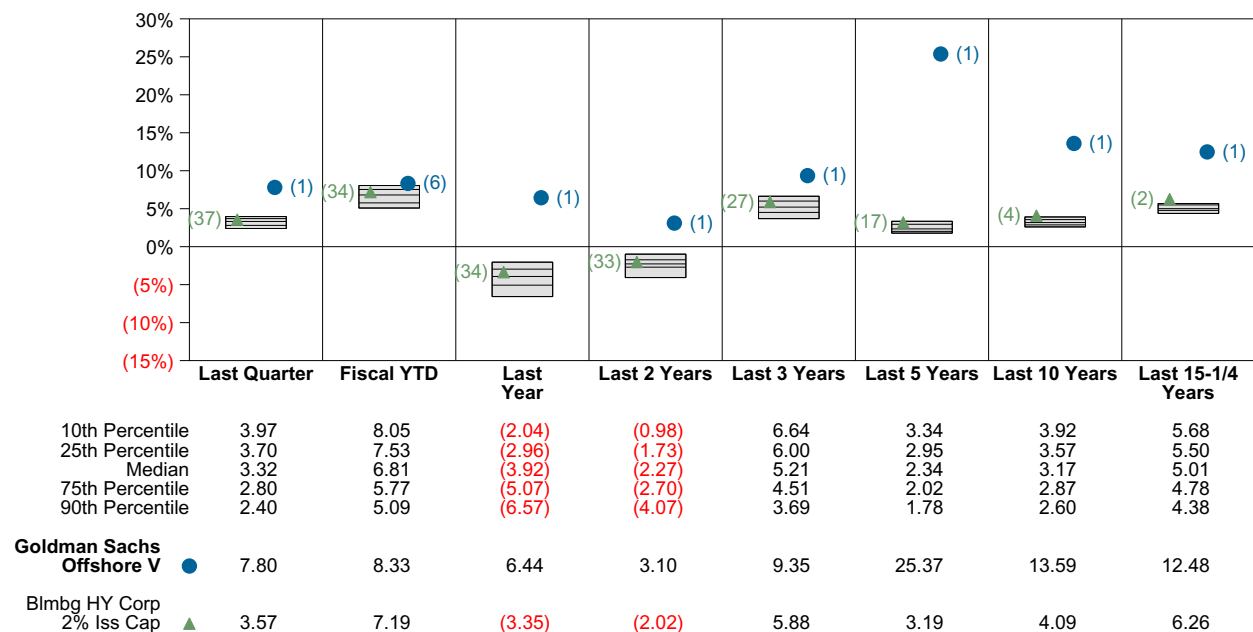 30%
25%
20%
15%
10%
5%
0%
(5%)
(10%)
(15%)
(37) (1)
(34) (6)
(34) (1)
(33) (1)
(27) (1)
(17) (1)
(4) (1)
(2) (1)
Last Quarter Fiscal YTD Last Last 2 Years Last 3 Years Last 5 Years Last 10 Years Last 15-1/4
Year Years
10th Percentile 3.97 8.05 (2.04) (0.98) 6.64 3.34 3.92 5.68
25th Percentile 3.70 7.53 (2.96) (1.73) 6.00 2.95 3.57 5.50
Median 3.32 6.81 (3.92) (2.27) 5.21 2.34 3.17 5.01
75th Percentile 2.80 5.77 (5.07) (2.70) 4.51 2.02 2.87 4.78
90th Percentile 2.40 5.09 (6.57) (4.07) 3.69 1.78 2.60 4.38
Goldman Sachs
Offshore V 7.80 8.33 6.44 3.10 9.35 25.37 13.59 12.48
Blmbg HY Corp
2% Iss Cap 3.57 7.19 (3.35) (2.02) 5.88 3.19 4.09 6.26